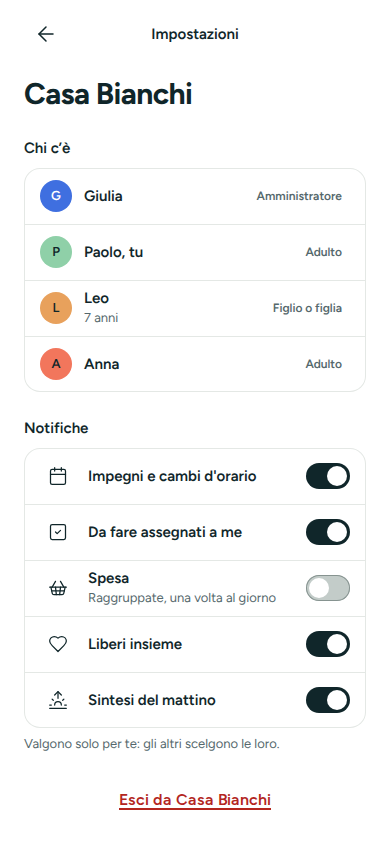 Impostazioni
Casa Bianchi
Chi c’è
G Giulia Amministratore
P Paolo, tu Adulto
L Leo Figlio o figlia
7 anni
A Anna Adulto
Notifiche
Impegni e cambi d'orario
Da fare assegnati a me
Spesa
Raggruppate, una volta al giorno
Liberi insieme
Sintesi del mattino
Valgono solo per te: gli altri scelgono le loro.
Esci da Casa Bianchi